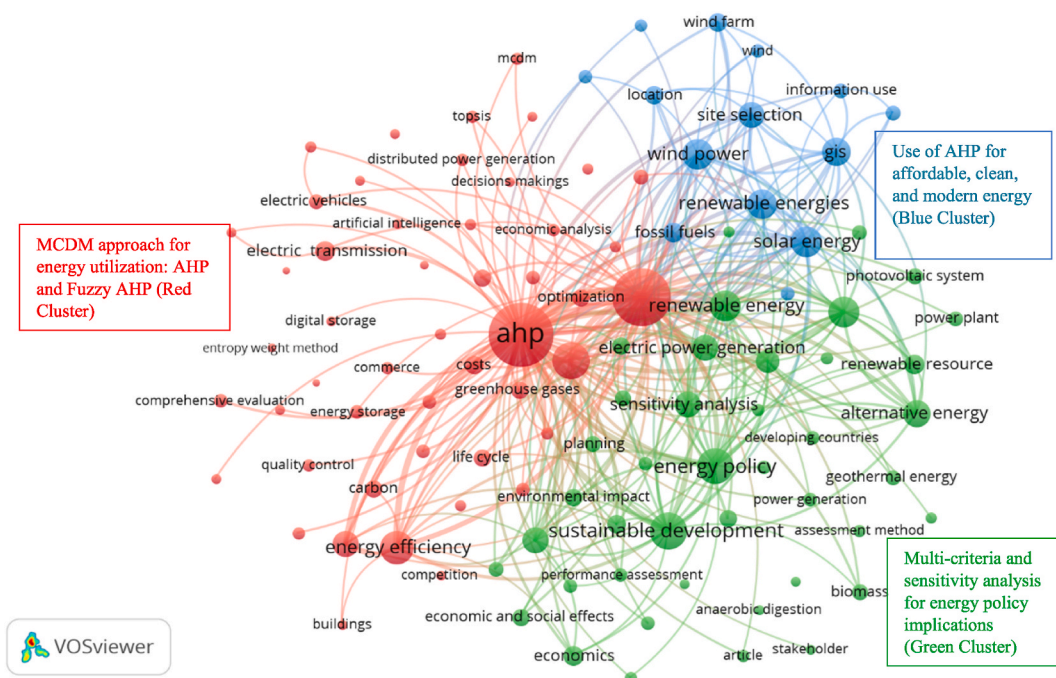 wind farm
mcdm
wind
location
information use
topsis
site selection
distributed power generation
wind power
gis
decisions makings
electric vehicles
renewable energies
artificial intelligence
economic analysis
fossil fuels
electric transmission
solar energy
photovoltaic system
optimization
renewable energy
digital storage
power plant
ahp
entropy weight method
electric power generation
commerce
costs
renewable resource
greenhouse gases
comprehensive evaluation
energy storage
sensitivity analysis
alternative energy
planning
developing countries
quality control
life cycle
energy policy
geothermal energy
carbon
environmental impact
power generation
sustainable development
assessment method
energy efficiency
competition
performance assessment
biomass
anaerobic digestion
economic and social effects
buildings
stakeholder
economics
article
MCDM approach for
energy utilization: AHP
and Fuzzy AHP (Red
Cluster)
Use of AHP for
affordable, clean,
and modern energy
(Blue Cluster)
Multi-criteria and
sensitivity analysis
for energy policy
implications
(Green Cluster)
VOSviewer